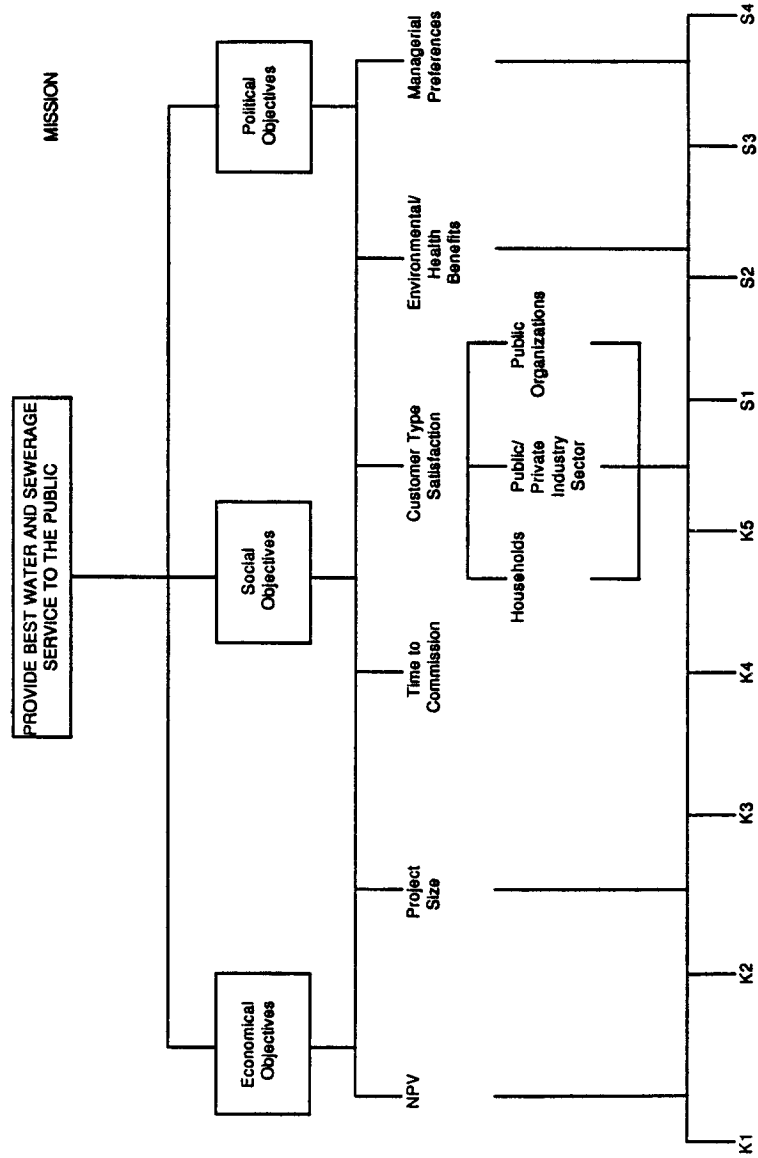 MISSION
PROVIDE BEST WATER AND SEWERAGE
SERVICE TO THE PUBLIC
Economical
Objectives
Social
Objectives
Political
Objectives
NPV
Project
Size
Time to
Commission
Customer Type
Satisfaction
Environmental/
Health
Benefits
Managerial
Preferences
Households
Public/
Private
Industry
Sector
Public
Organizations
K1
K2
K3
K4
K5
S1
S2
S3
S4